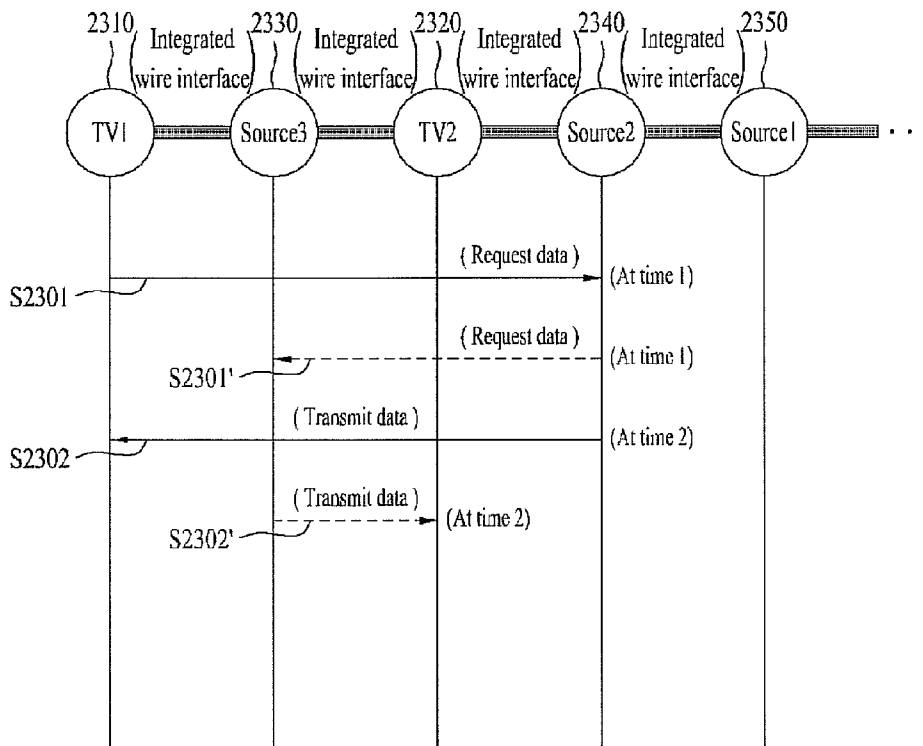 2310 2330 2320 2340 2350
(Integrated wire interface) (Integrated wire interface) (Integrated wire interface) (Integrated wire interface)
TV1 Source3 TV2 Source2 Source1 . .
( Request data )
S2301 (At time 1)
( Request data )
S2301' (At time 1)
( Transmit data )
S2302 (At time 2)
( Transmit data )
S2302' (At time 2)